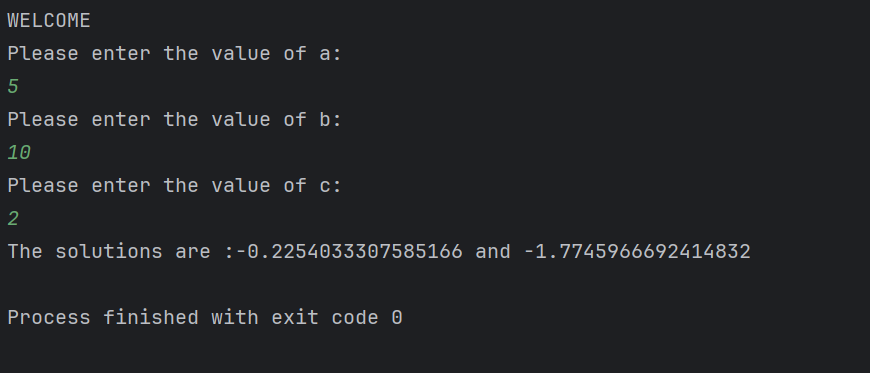 WELCOME
Please enter the value of a:
5
Please enter the value of b:
10
Please enter the value of c:
2
The solutions are :-0.2254033307585166 and -1.7745966692414832
Process finished with exit code 0